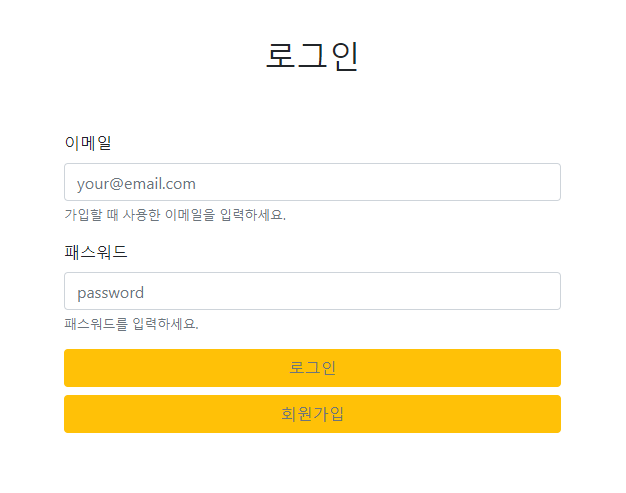 로그인
이메일
your@email.com
가입할 때 사용한 이메일을 입력하세요.
패스워드
password
패스워드를 입력하세요.
로그인
회원가입